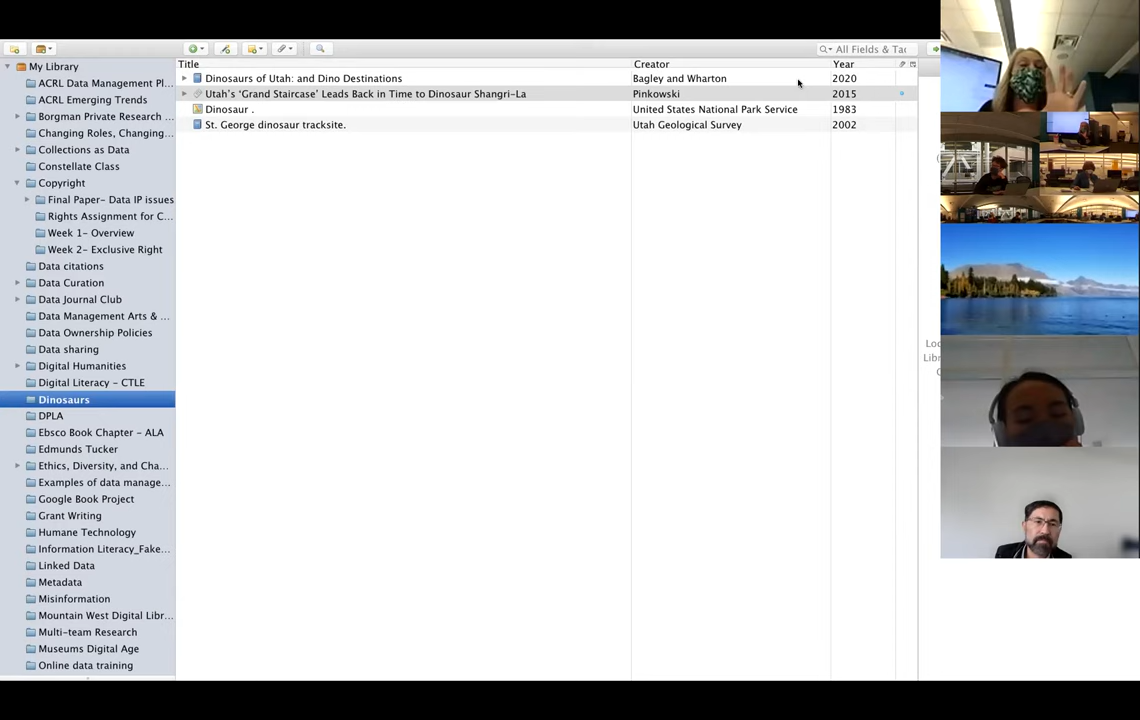 All Fields & Tac
My Library
ACRL Data Management Pl...
ACRL Emerging Trends
Borgman Private Research ...
Changing Roles, Changing...
Collections as Data
Constellate Class
Copyright
Final Paper- Data IP issues
Rights Assignment for C...
Week 1- Overview
Week 2- Exclusive Right
Data citations
Data Curation
Data Journal Club
Data Management Arts & ...
Data Ownership Policies
Data sharing
Digital Humanities
Digital Literacy - CTLE
Dinosaurs
DPLA
Ebsco Book Chapter - ALA
Edmunds Tucker
Ethics, Diversity, and Cha...
Examples of data manage...
Google Book Project
Grant Writing
Humane Technology
Information Literacy_Fake...
Linked Data
Metadata
Misinformation
Mountain West Digital Libr...
Multi-team Research
Museums Digital Age
Online data training
Title Creator Year
Dinosaurs of Utah: and Dino Destinations Bagley and Wharton 2020
Utah's 'Grand Staircase' Leads Back in Time to Dinosaur Shangri-La Pinkowski 2015
Dinosaur . United States National Park Service 1983
St. George dinosaur tracksite. Utah Geological Survey 2002